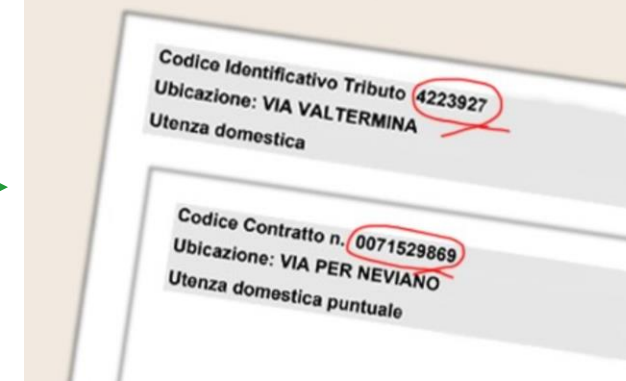 Codice Identificativo Tributo 4223927
Ubicazione: VIA VALTERMINA
Utenza domestica
Codice Contratto n. 0071529869
Ubicazione: VIA PER NEVIANO
Utenza domestica puntuale